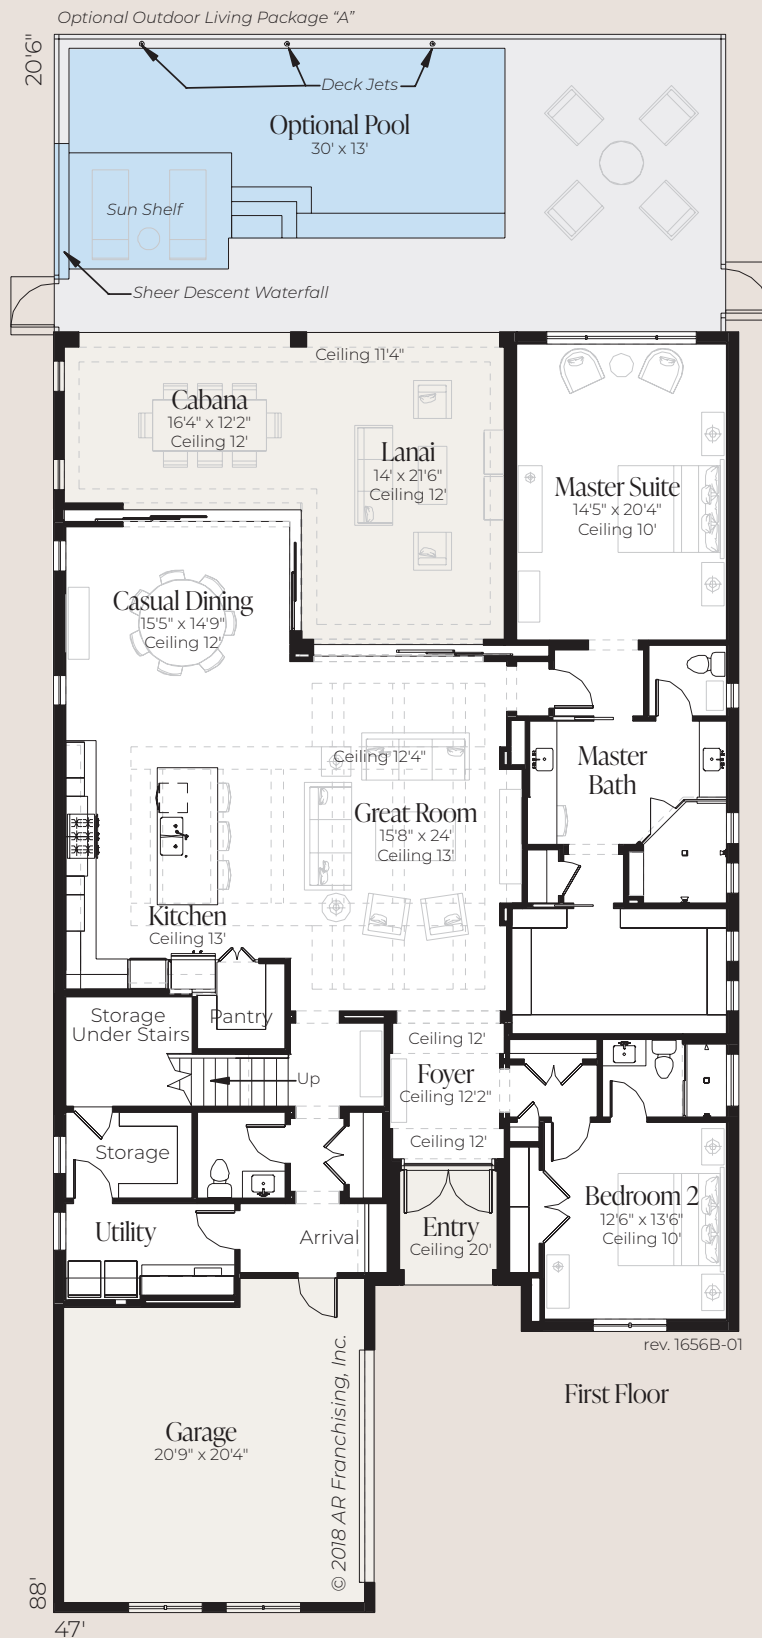 Optional Outdoor Living Package “A”
20'6"
Deck Jets
Optional Pool
30' x 13'
Sun Shelf
Sheer Descent Waterfall
Ceiling 11'4"
Cabana
16'4" x 12'2"
Ceiling 12'
Lanai
14' x 21'6"
Ceiling 12'
Master Suite
14'5" x 20'4"
Ceiling 10'
Casual Dining
15'5" x 14'9"
Ceiling 12'
Ceiling 12'4"
Master
Bath
Great Room
15'8" x 24'
Ceiling 13'
Kitchen
Ceiling 13'
Storage
Under Stairs
Pantry
Ceiling 12'
Foyer
Ceiling 12'2"
Ceiling 12'
Up
Storage
Bedroom 2
12'6" x 13'6"
Ceiling 10'
Utility
Arrival
Entry
Ceiling 20'
rev. 1656B-01
First Floor
Garage
20'9" x 20'4"
© 2018 AR Franchising, Inc.
88'
47'